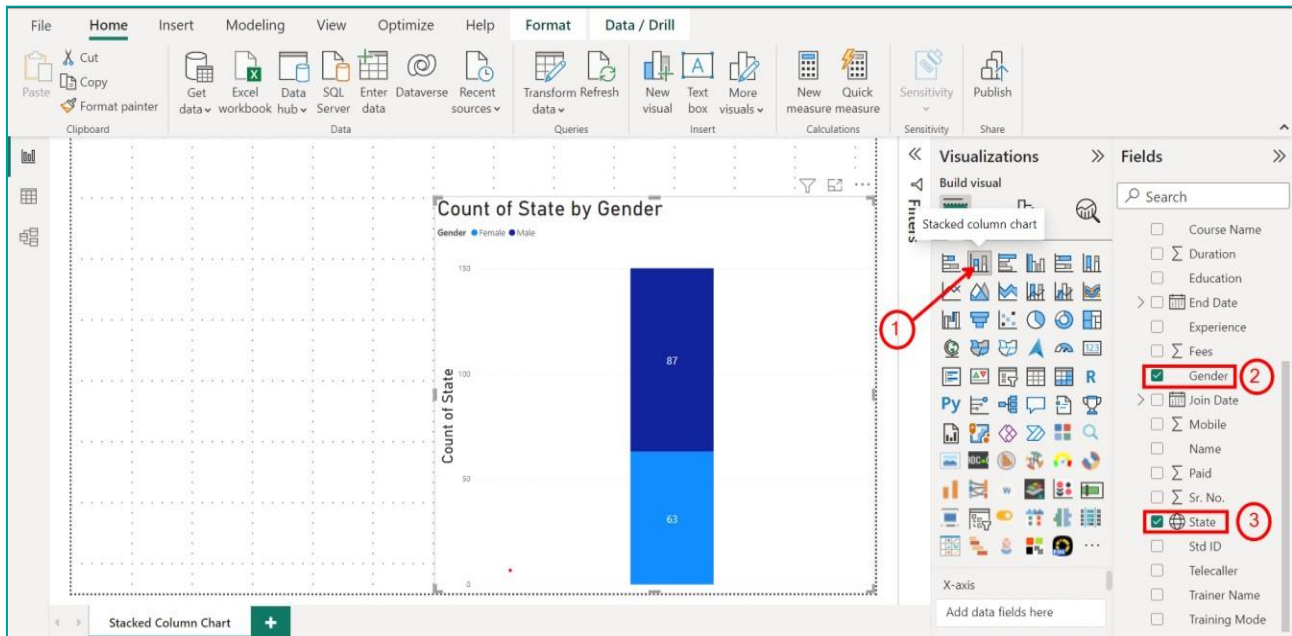 File Home Insert Modeling View Optimize Help Format Data / Drill
Cut
Copy
Paste
Format painter
Get data
Excel workbook
Data hub
SQL Server
Enter data
Dataverse
Recent sources
Transform data
Refresh
New visual
Text box
More visuals
New measure
Quick measure
Sensitivity
Publish
Clipboard Data Queries Insert Calculations Sensitivity Share
Count of State by Gender
Gender Female Male
150
100
50
0
Count of State
87
63
Filters
Visualizations
Build visual
Stacked column chart
1
123
R
Py
X-axis
Add data fields here
Fields
Search
Course Name
Duration
Education
End Date
Experience
Fees
Gender 2
Join Date
Mobile
Name
Paid
Sr. No.
State 3
Std ID
Telecaller
Trainer Name
Training Mode
Stacked Column Chart